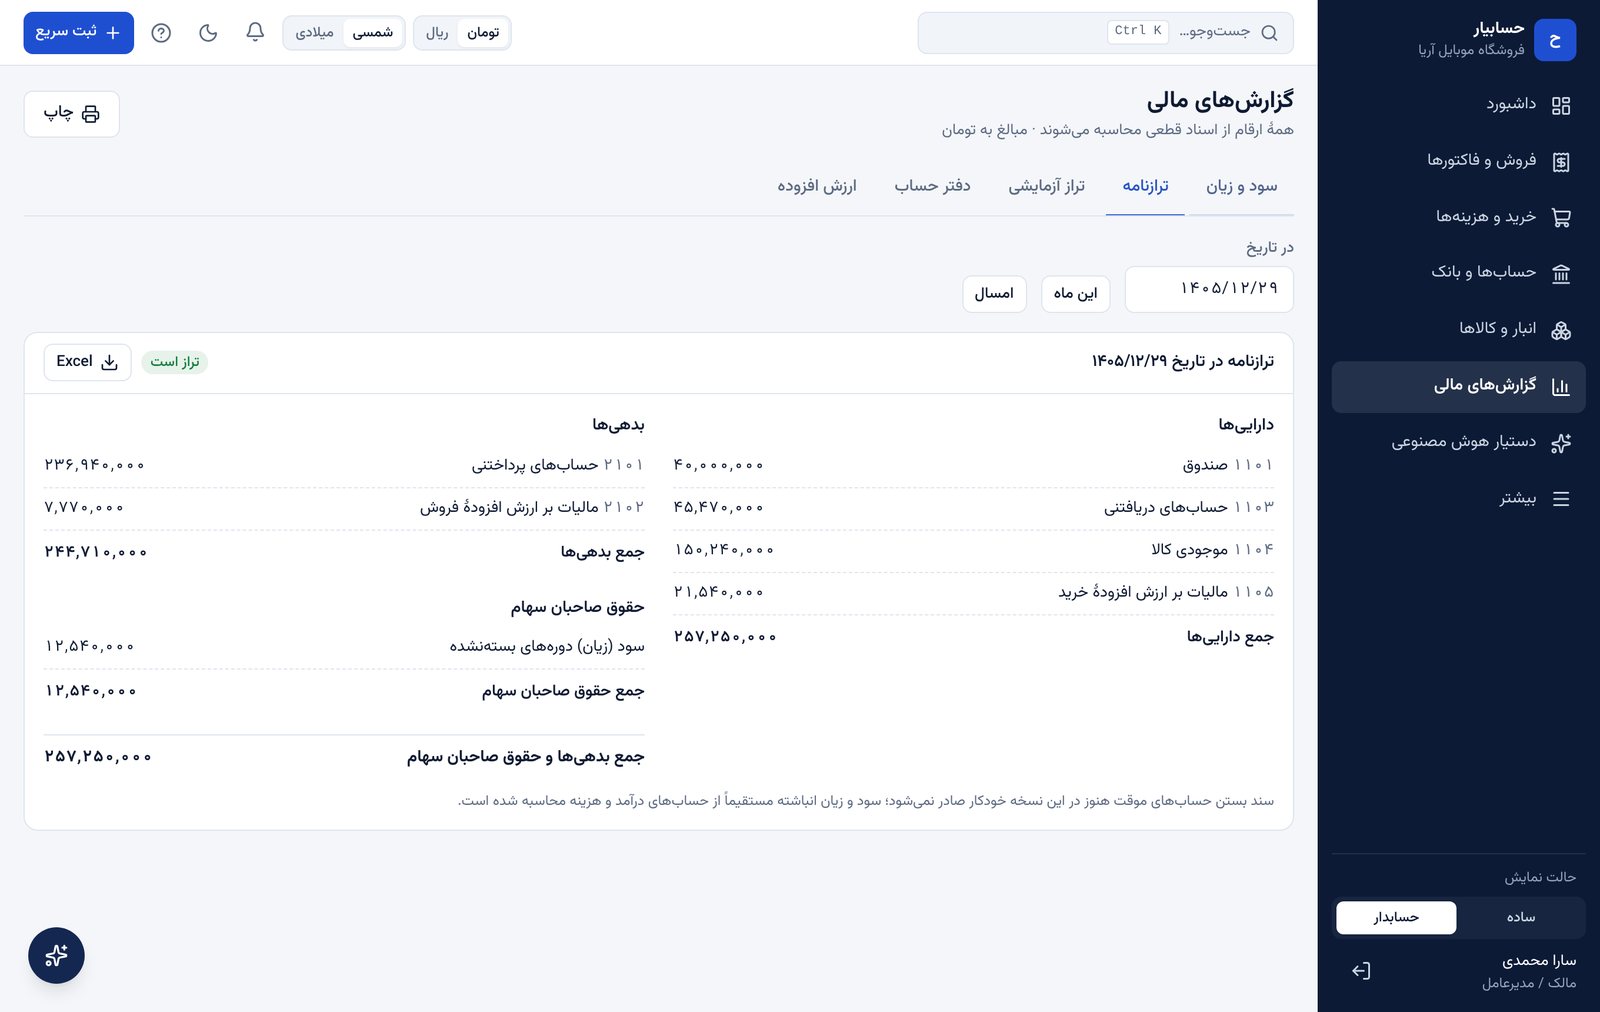 ح
حسابیار
فروشگاه موبایل آریا
داشبورد
فروش و فاکتورها
خرید و هزینه‌ها
حساب‌ها و بانک
انبار و کالاها
گزارش‌های مالی
دستیار هوش مصنوعی
بیشتر
حالت نمایش
ساده
حسابدار
سارا محمدی
مالک / مدیرعامل
جست‌وجو...
Ctrl K
تومان
ریال
شمسی
میلادی
ثبت سریع
گزارش‌های مالی
همهٔ ارقام از اسناد قطعی محاسبه می‌شوند · مبالغ به تومان
چاپ
سود و زیان
ترازنامه
تراز آزمایشی
دفتر حساب
ارزش افزوده
در تاریخ
۱۴۰۵/۱۲/۲۹
این ماه
امسال
ترازنامه در تاریخ ۱۴۰۵/۱۲/۲۹
تراز است
Excel
دارایی‌ها
۱۱۰۱ صندوق ۴۰,۰۰۰,۰۰۰
۱۱۰۳ حساب‌های دریافتنی ۴۵,۴۷۰,۰۰۰
۱۱۰۴ موجودی کالا ۱۵۰,۲۴۰,۰۰۰
۱۱۰۵ مالیات بر ارزش افزودهٔ خرید ۲۱,۵۴۰,۰۰۰
جمع دارایی‌ها ۲۵۷,۲۵۰,۰۰۰
بدهی‌ها
۲۱۰۱ حساب‌های پرداختنی ۲۳۶,۹۴۰,۰۰۰
۲۱۰۲ مالیات بر ارزش افزودهٔ فروش ۷,۷۷۰,۰۰۰
جمع بدهی‌ها ۲۴۴,۷۱۰,۰۰۰
حقوق صاحبان سهام
سود (زیان) دوره‌های بسته‌نشده ۱۲,۵۴۰,۰۰۰
جمع حقوق صاحبان سهام ۱۲,۵۴۰,۰۰۰
جمع بدهی‌ها و حقوق صاحبان سهام ۲۵۷,۲۵۰,۰۰۰
سند بستن حساب‌های موقت هنوز در این نسخه خودکار صادر نمی‌شود؛ سود و زیان انباشته مستقیماً از حساب‌های درآمد و هزینه محاسبه شده است.